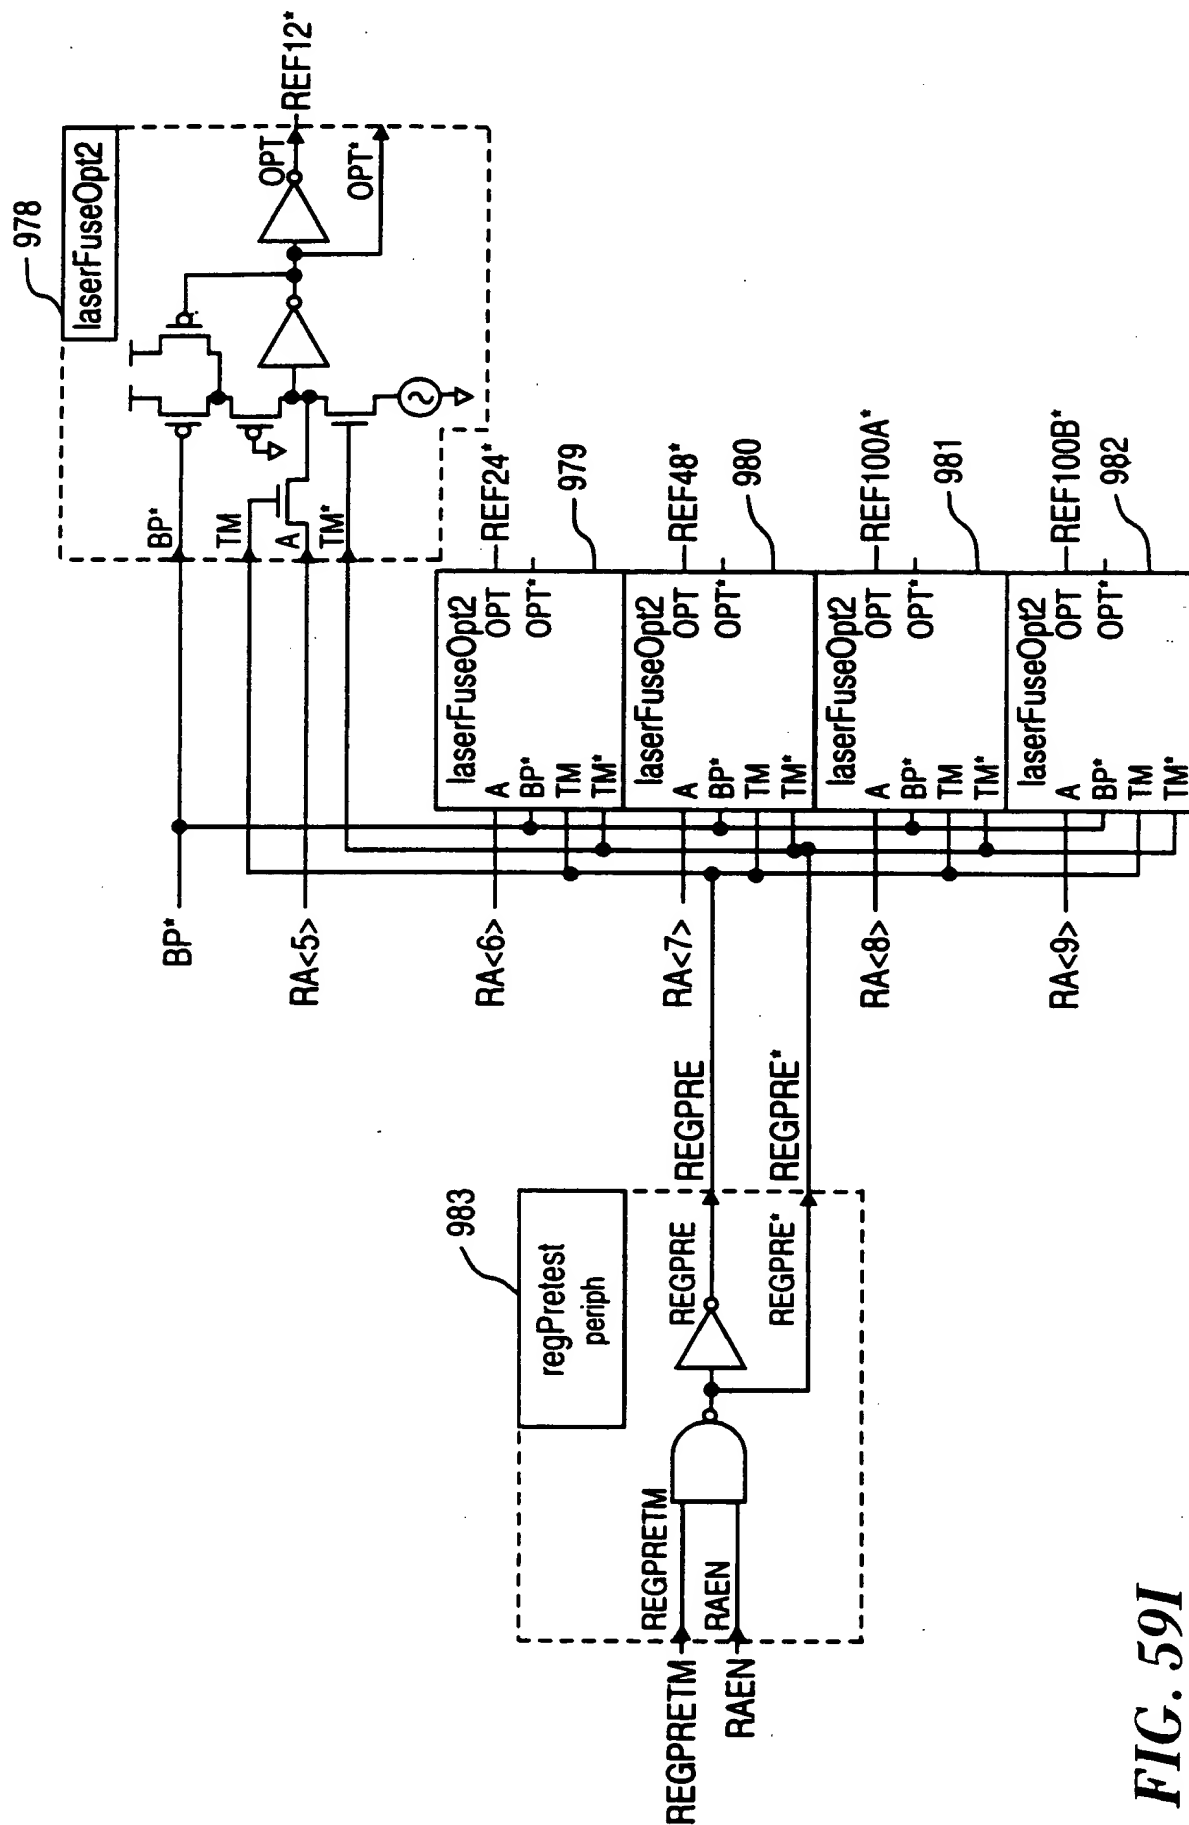 978
laserFuseOpt2
BP*
TM
A
TM*
OPT
OPT*
REF12*
BP*
RA<5>
RA<6>
RA<7>
RA<8>
RA<9>
laserFuseOpt2
A
BP*
TM
TM*
OPT
OPT*
REF24*
979
laserFuseOpt2
A
BP*
TM
TM*
OPT
OPT*
REF48*
980
laserFuseOpt2
A
BP*
TM
TM*
OPT
OPT*
REF100A*
981
laserFuseOpt2
A
BP*
TM
TM*
OPT
OPT*
REF100B*
982
983
regPretest
periph
REGPRETM
REGPRETM
RAEN
RAEN
REGPRE
REGPRE
REGPRE*
REGPRE*
FIG. 59I